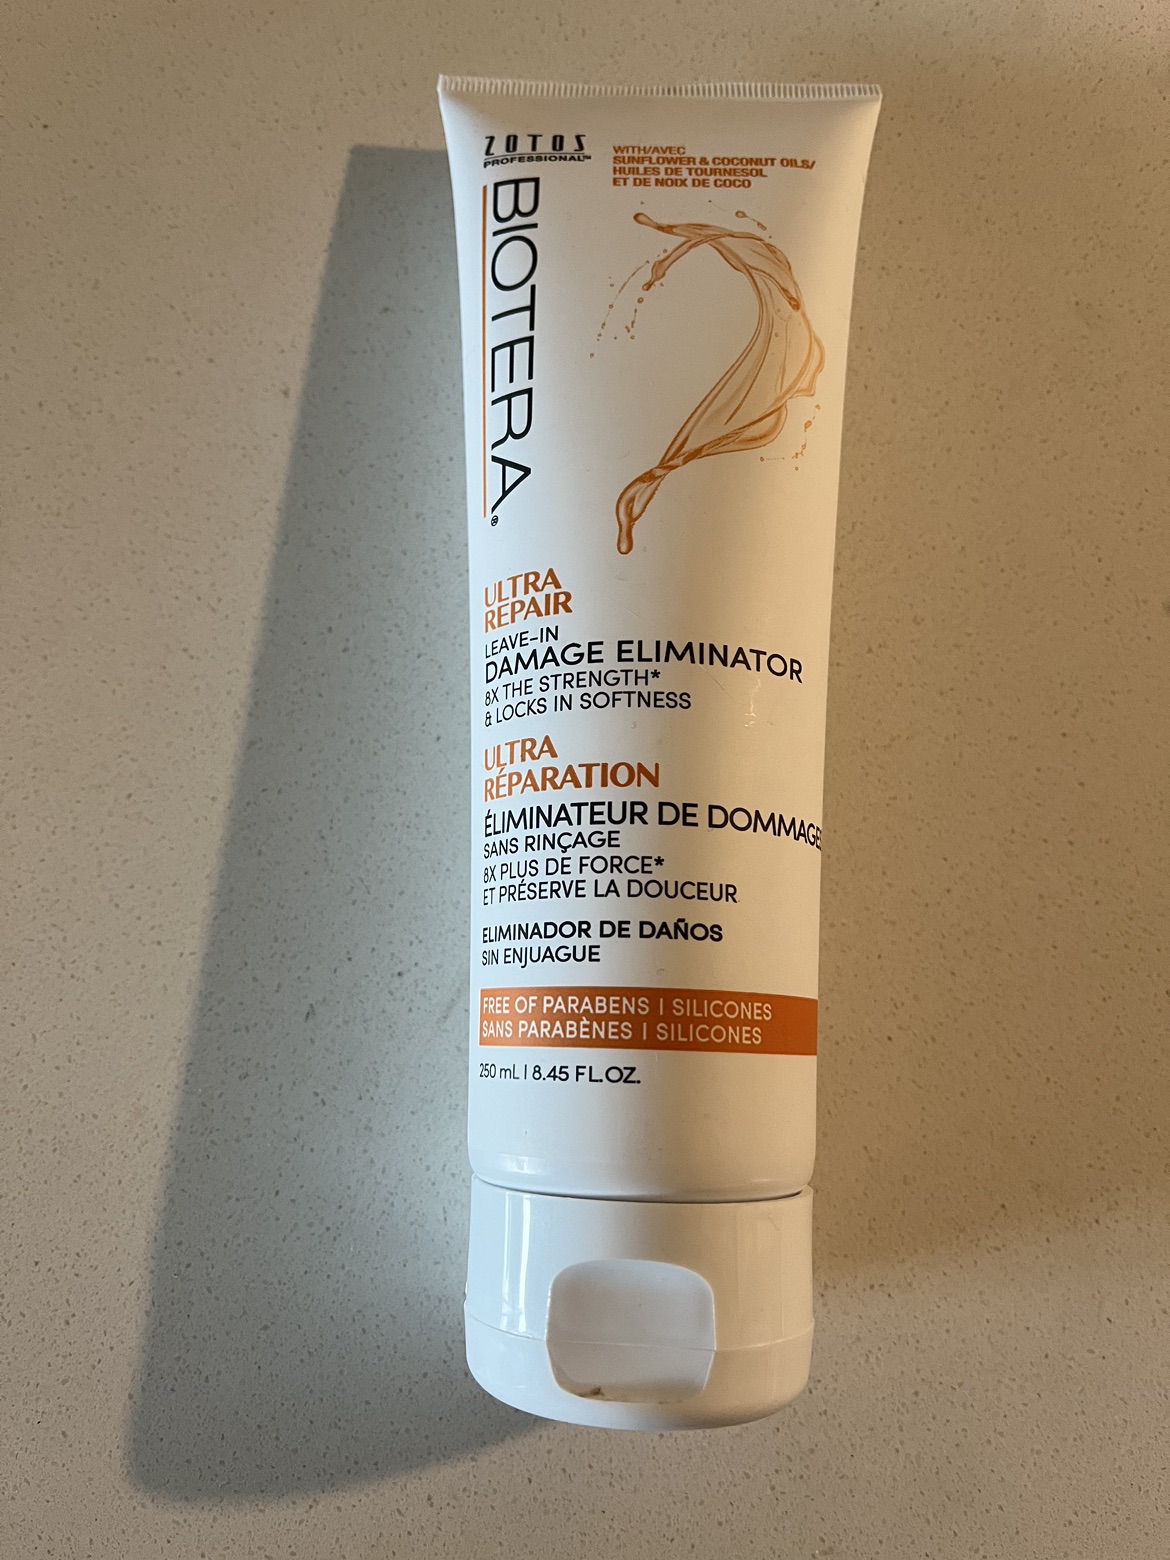 ZOTOS
PROFESSIONAL™
WITH/AVEC
SUNFLOWER & COCONUT OILS/
HUILES DE TOURNESOL
ET DE NOIX DE COCO
BIOTERA®
ULTRA
REPAIR
LEAVE-IN
DAMAGE ELIMINATOR
8X THE STRENGTH*
& LOCKS IN SOFTNESS
ULTRA
RÉPARATION
ÉLIMINATEUR DE DOMMAGES
SANS RINÇAGE
8X PLUS DE FORCE*
ET PRÉSERVE LA DOUCEUR
ELIMINADOR DE DAÑOS
SIN ENJUAGUE
FREE OF PARABENS | SILICONES
SANS PARABÈNES | SILICONES
250 mL | 8.45 FL.OZ.